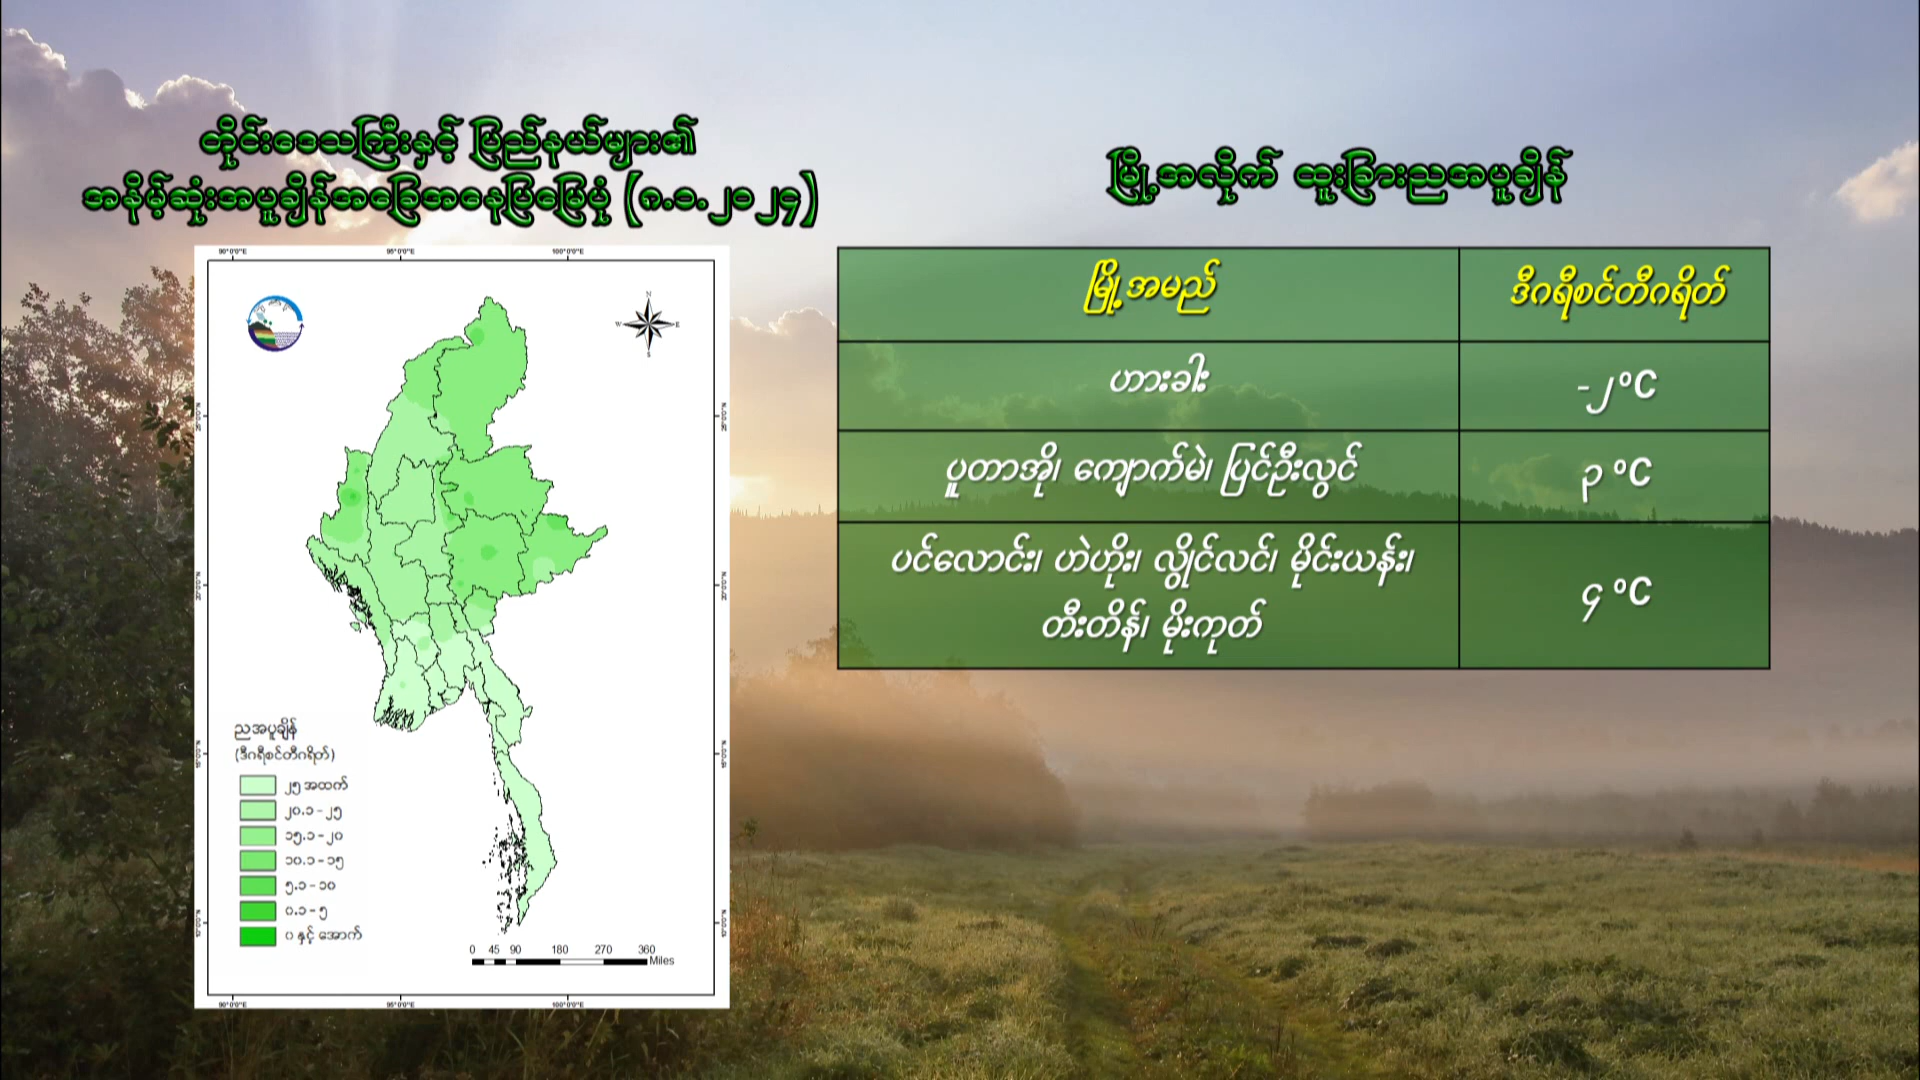 တိုင်းဒေသကြီးနှင့် ပြည်နယ်များ၏
အနိမ့်ဆုံးအပူချိန်အခြေအနေပြမြေပုံ (၈.၁.၂၀၂၄)
N
W
E
S
ညအပူချိန်
(ဒီဂရီစင်တီဂရိတ်)
၂၅ အထက်
၂၀.၁ - ၂၅
၁၅.၁ - ၂၀
၁၀.၁ - ၁၅
၅.၁ - ၁၀
၀.၁ - ၅
၀ နှင့် အောက်
0 45 90 180 270 360
Miles
မြို့အလိုက် ထူးခြားညအပူချိန်
မြို့အမည်
ဒီဂရီစင်တီဂရိတ်
ဟားခါး
-၂°C
ပူတာအို၊ ကျောက်မဲ၊ ပြင်ဦးလွင်
၃ °C
ပင်လောင်း၊ ဟဲဟိုး၊ လွိုင်လင်၊ မိုင်းယန်း၊
တီးတိန်၊ မိုးကုတ်
၄ °C